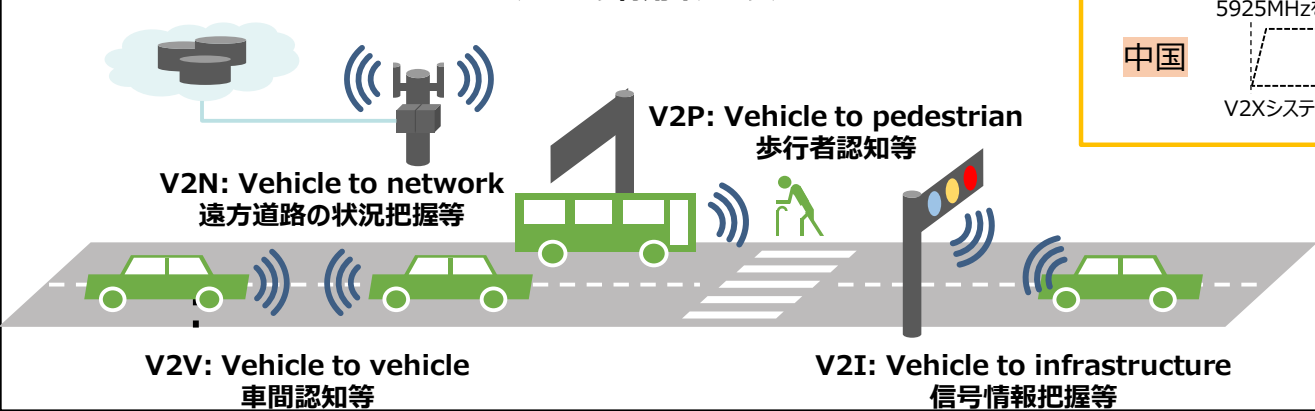 5925MHz
中国
V2Xシステ
V2P: Vehicle to pedestrian
歩行者認知等
V2N: Vehicle to network
遠方道路の状況把握等
V2V: Vehicle to vehicle
車間認知等
V2I: Vehicle to infrastructure
信号情報把握等